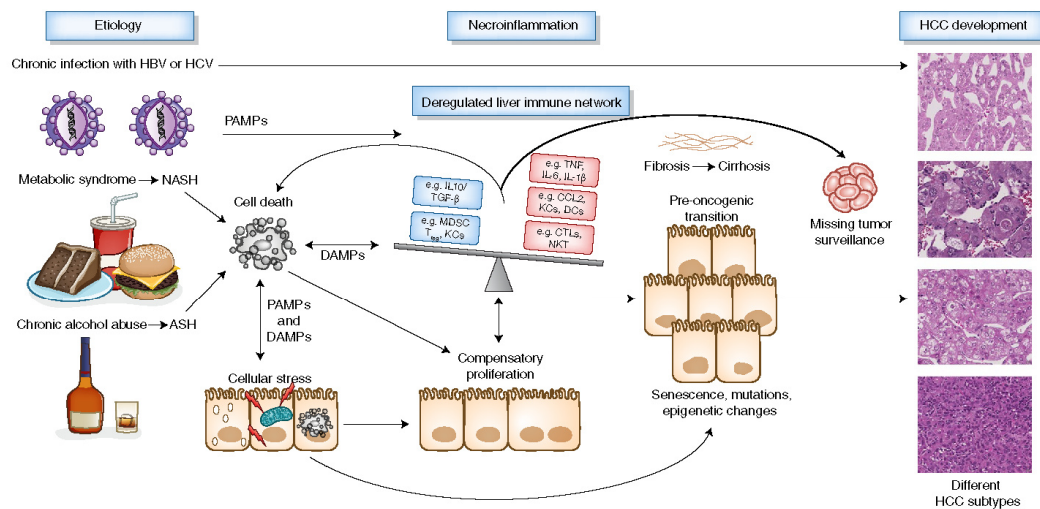 Etiology
Necroinflammation
HCC development
Chronic infection with HBV or HCV
Deregulated liver immune network
PAMPs
Fibrosis → Cirrhosis
Metabolic syndrome → NASH
Cell death
e.g. IL10/
TGF-β
e.g. TNF,
IL-6, IL-1β
e.g. MDSC
Treg, KCs
e.g. CCL2,
KCs, DCs
e.g. CTLs,
NKT
Pre-oncogenic
transition
Missing tumor
surveillance
DAMPs
Chronic alcohol abuse → ASH
PAMPs
and
DAMPs
Compensatory
proliferation
Cellular stress
Senescence, mutations,
epigenetic changes
Different
HCC subtypes